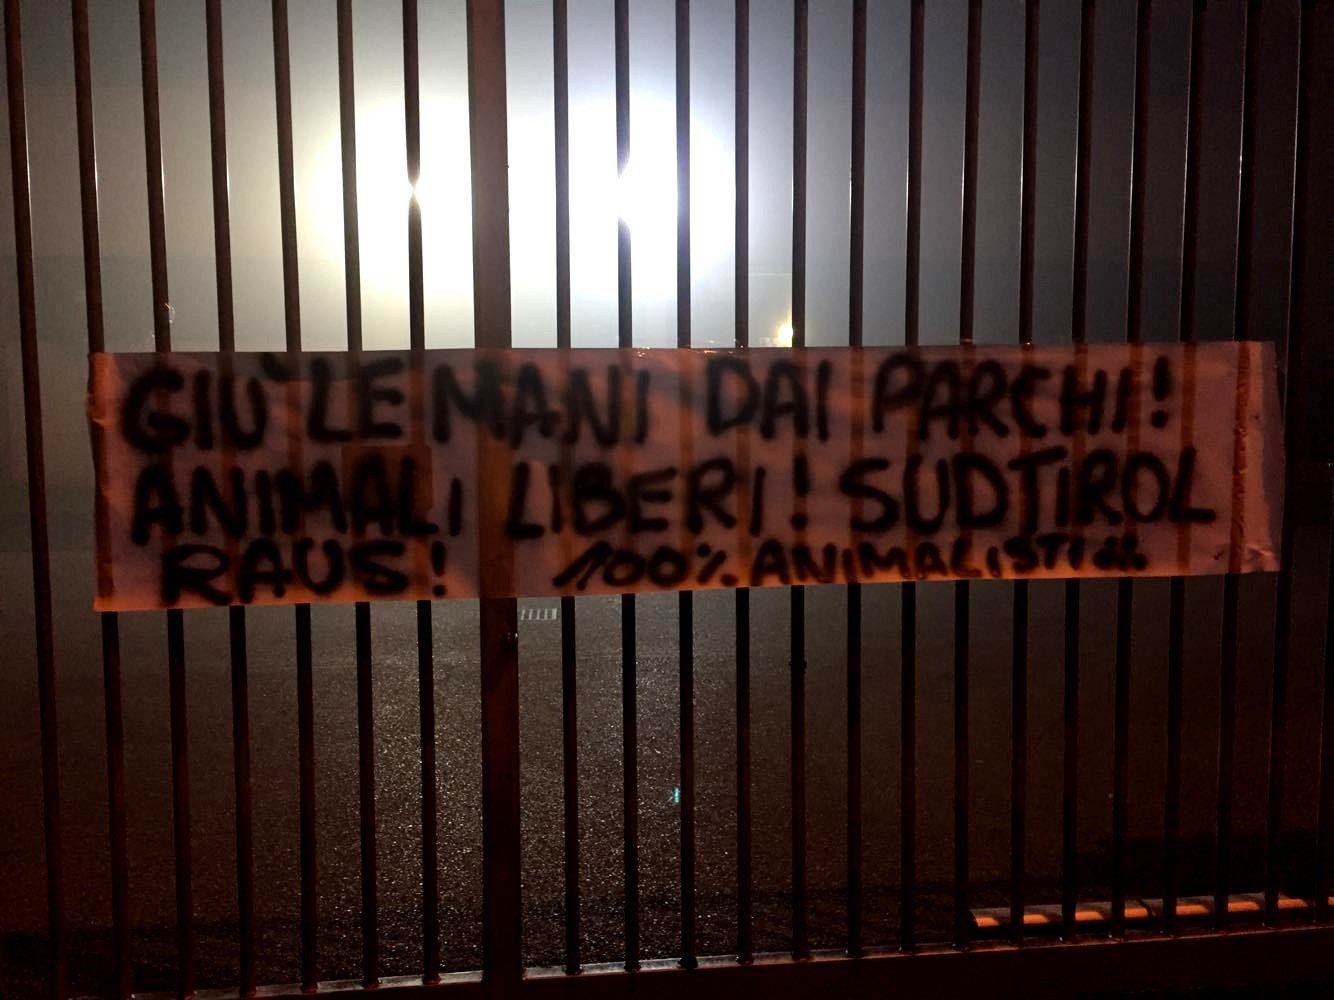 GIU' LE MANI DAI PARCHI!
ANIMALI LIBERI! SUDTIROL
RAUS! 100% ANIMALISTI